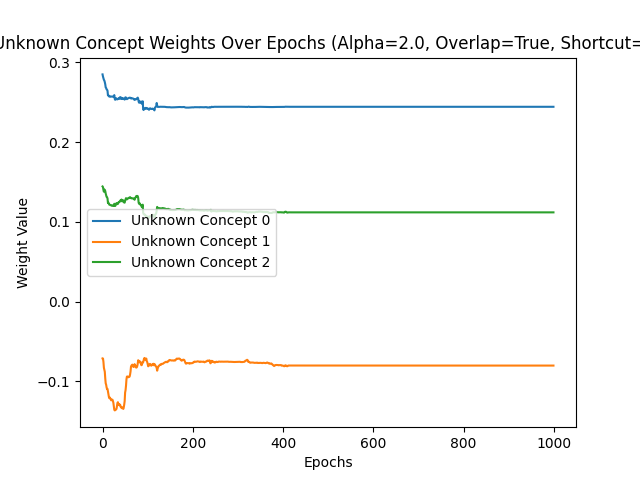 Unknown Concept Weights Over Epochs (Alpha=2.0, Overlap=True, Shortcut=
0.3
0.2
0.1
0.0
−0.1
Weight Value
Unknown Concept 0
Unknown Concept 1
Unknown Concept 2
0 200 400 600 800 1000
Epochs